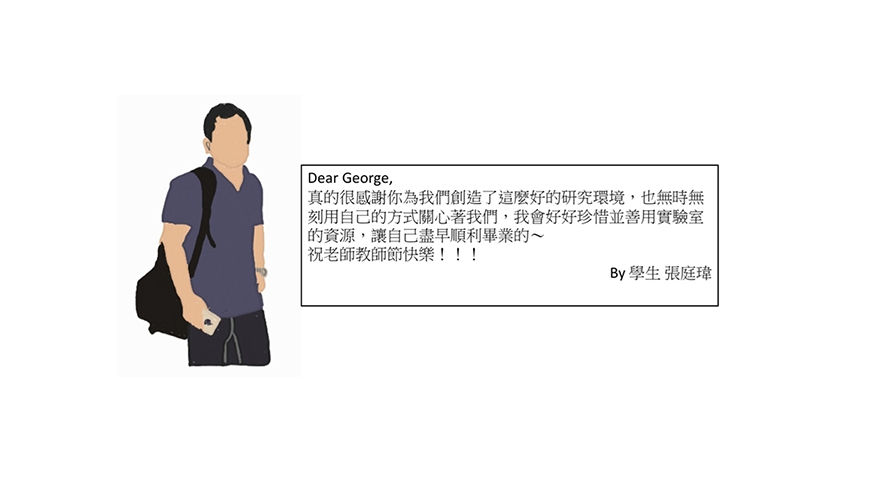 Dear George,
真的很感謝你為我們創造了這麼好的研究環境，也無時無
刻用自己的方式關心著我們，我會好好珍惜並善用實驗室
的資源，讓自己盡早順利畢業的～
祝老師教師節快樂！！！
By 學生 張庭瑋